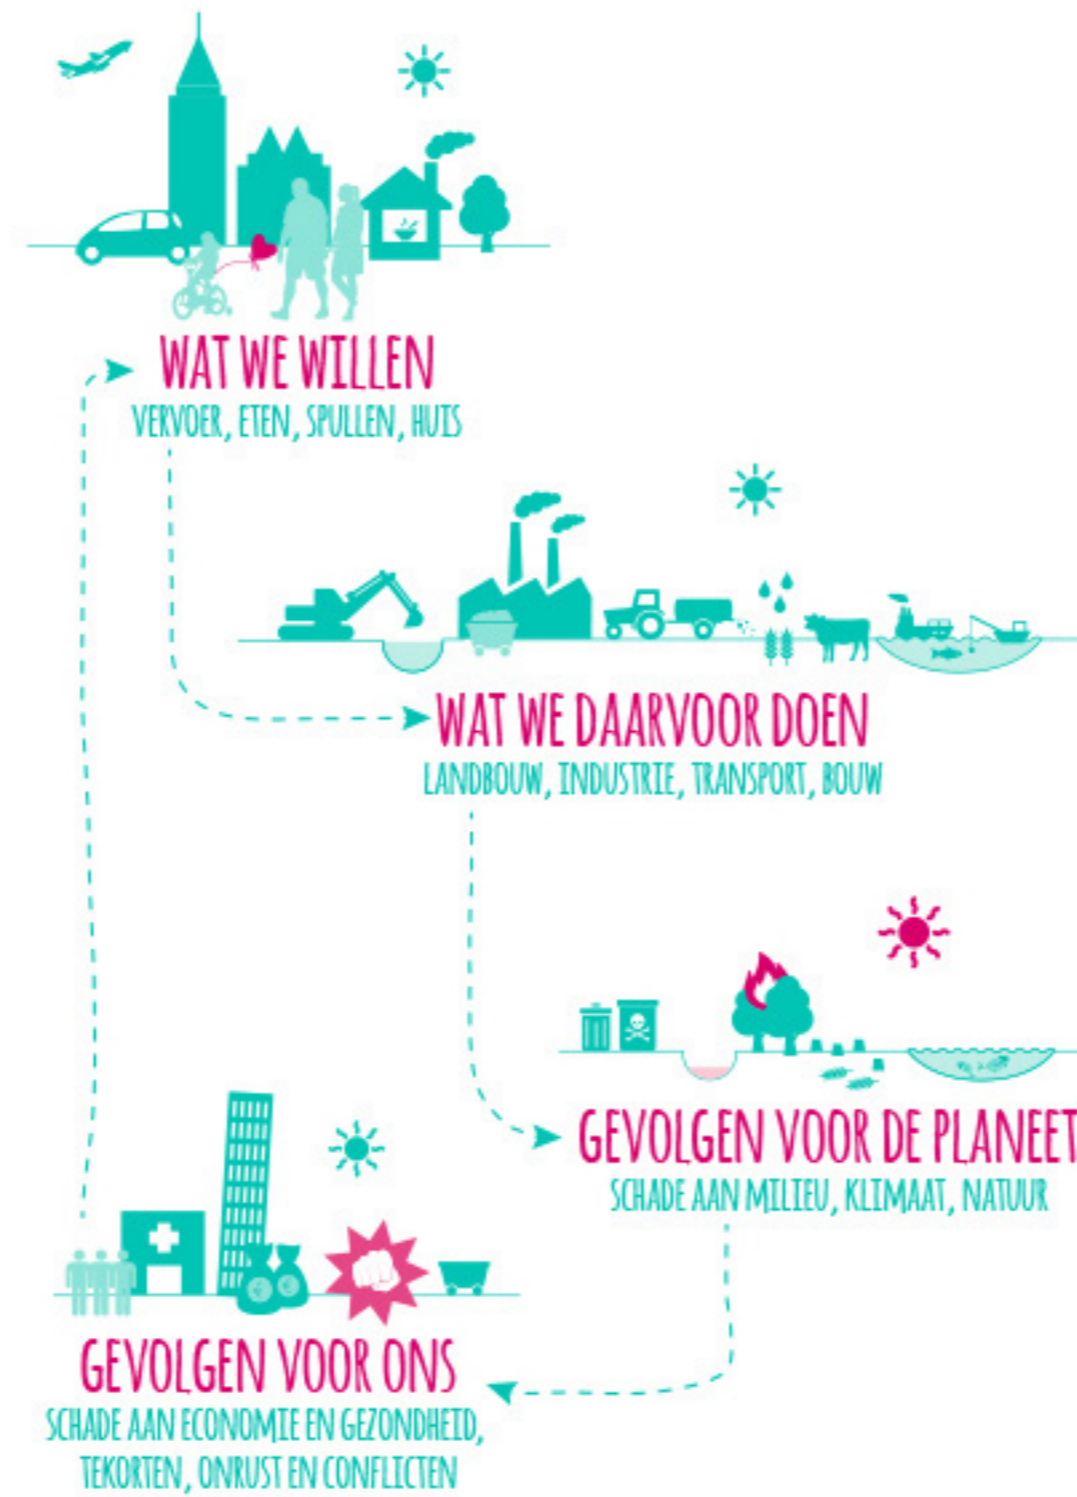 WAT WE WILLEN
VERVOER, ETEN, SPULLEN, HUIS
WAT WE DAARVOOR DOEN
LANDBOUW, INDUSTRIE, TRANSPORT, BOUW
GEVOLGEN VOOR DE PLANEET
SCHADE AAN MILIEU, KLIMAAT, NATUUR
GEVOLGEN VOOR ONS
SCHADE AAN ECONOMIE EN GEZONDHEID,
TEKORTEN, ONRUST EN CONFLICTEN